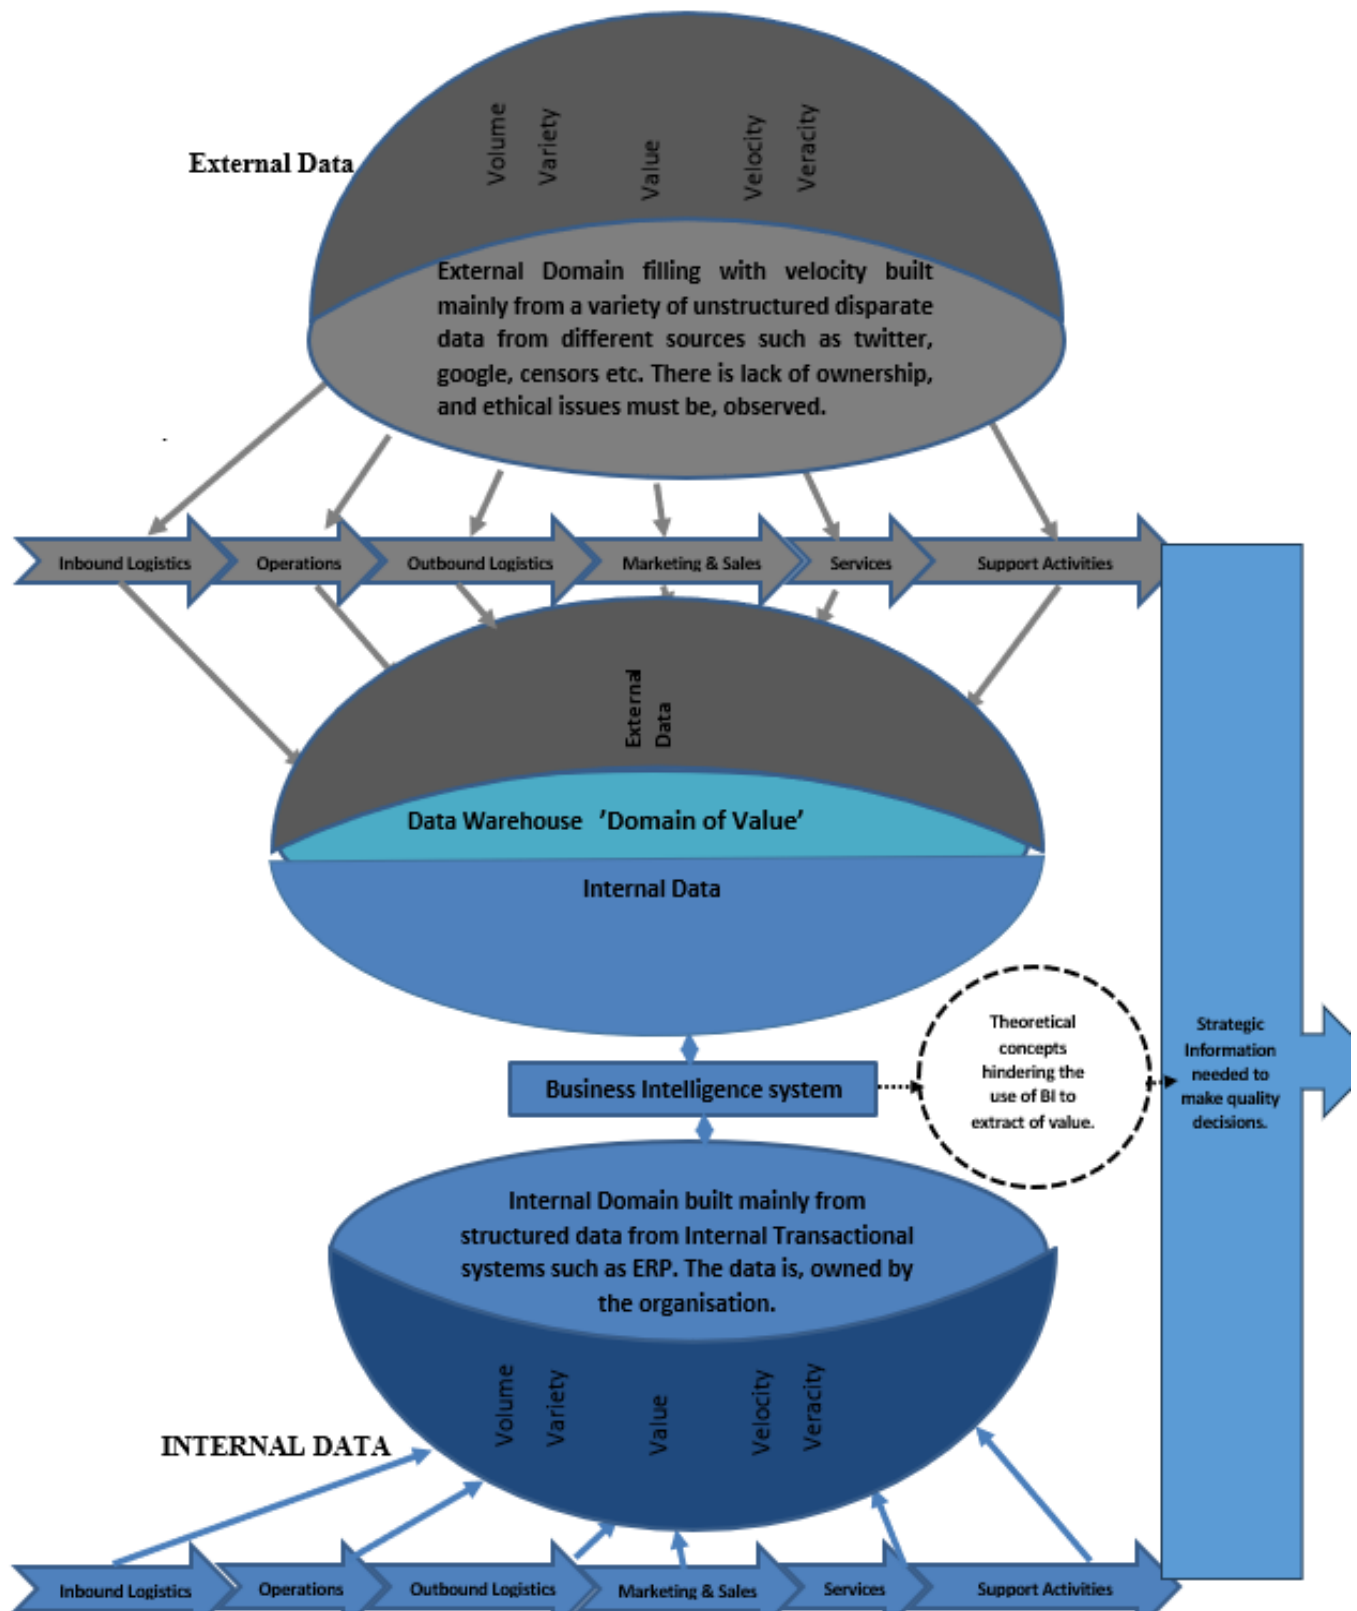 External Data
Volume
Variety
Value
Velocity
Veracity
External Domain filling with velocity built
mainly from a variety of unstructured disparate
data from different sources such as twitter,
google, censors etc. There is lack of ownership,
and ethical issues must be, observed.
Inbound Logistics
Operations
Outbound Logistics
Marketing & Sales
Services
Support Activities
External
Data
Data Warehouse 'Domain of Value'
Internal Data
Business Intelligence system
Theoretical
concepts
hindering the
use of BI to
extract of value.
Strategic
Information
needed to
make quality
decisions.
Internal Domain built mainly from
structured data from Internal Transactional
systems such as ERP. The data is, owned by
the organisation.
Volume
Variety
Value
Velocity
Veracity
INTERNAL DATA
Inbound Logistics
Operations
Outbound Logistics
Marketing & Sales
Services
Support Activities